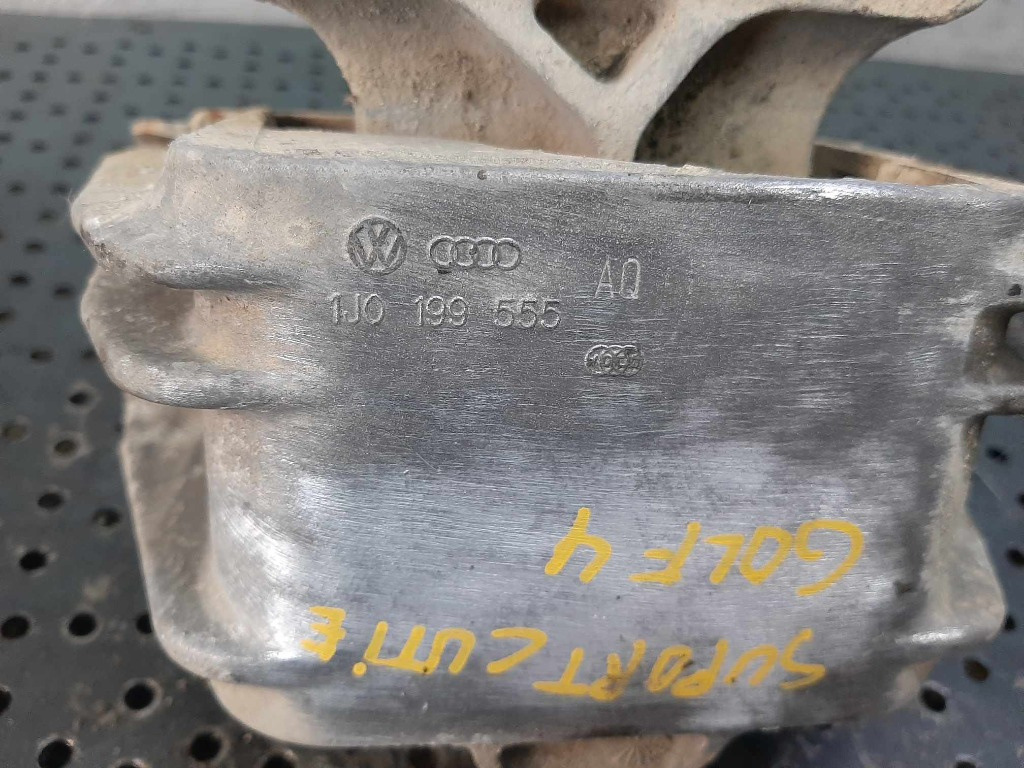 1J0 199 555 AQ
SUPORT CUTIE
GOLF 4